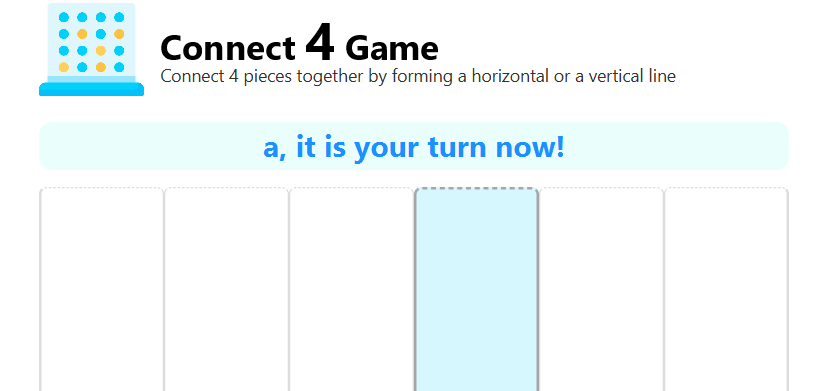 Connect 4 Game
Connect 4 pieces together by forming a horizontal or a vertical line
a, it is your turn now!